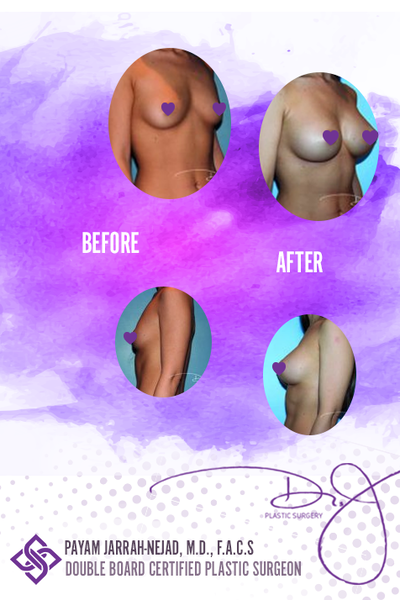 BEFORE
AFTER
Dr. J
PLASTIC SURGERY
PAYAM JARRAH-NEJAD, M.D., F.A.C.S
DOUBLE BOARD CERTIFIED PLASTIC SURGEON